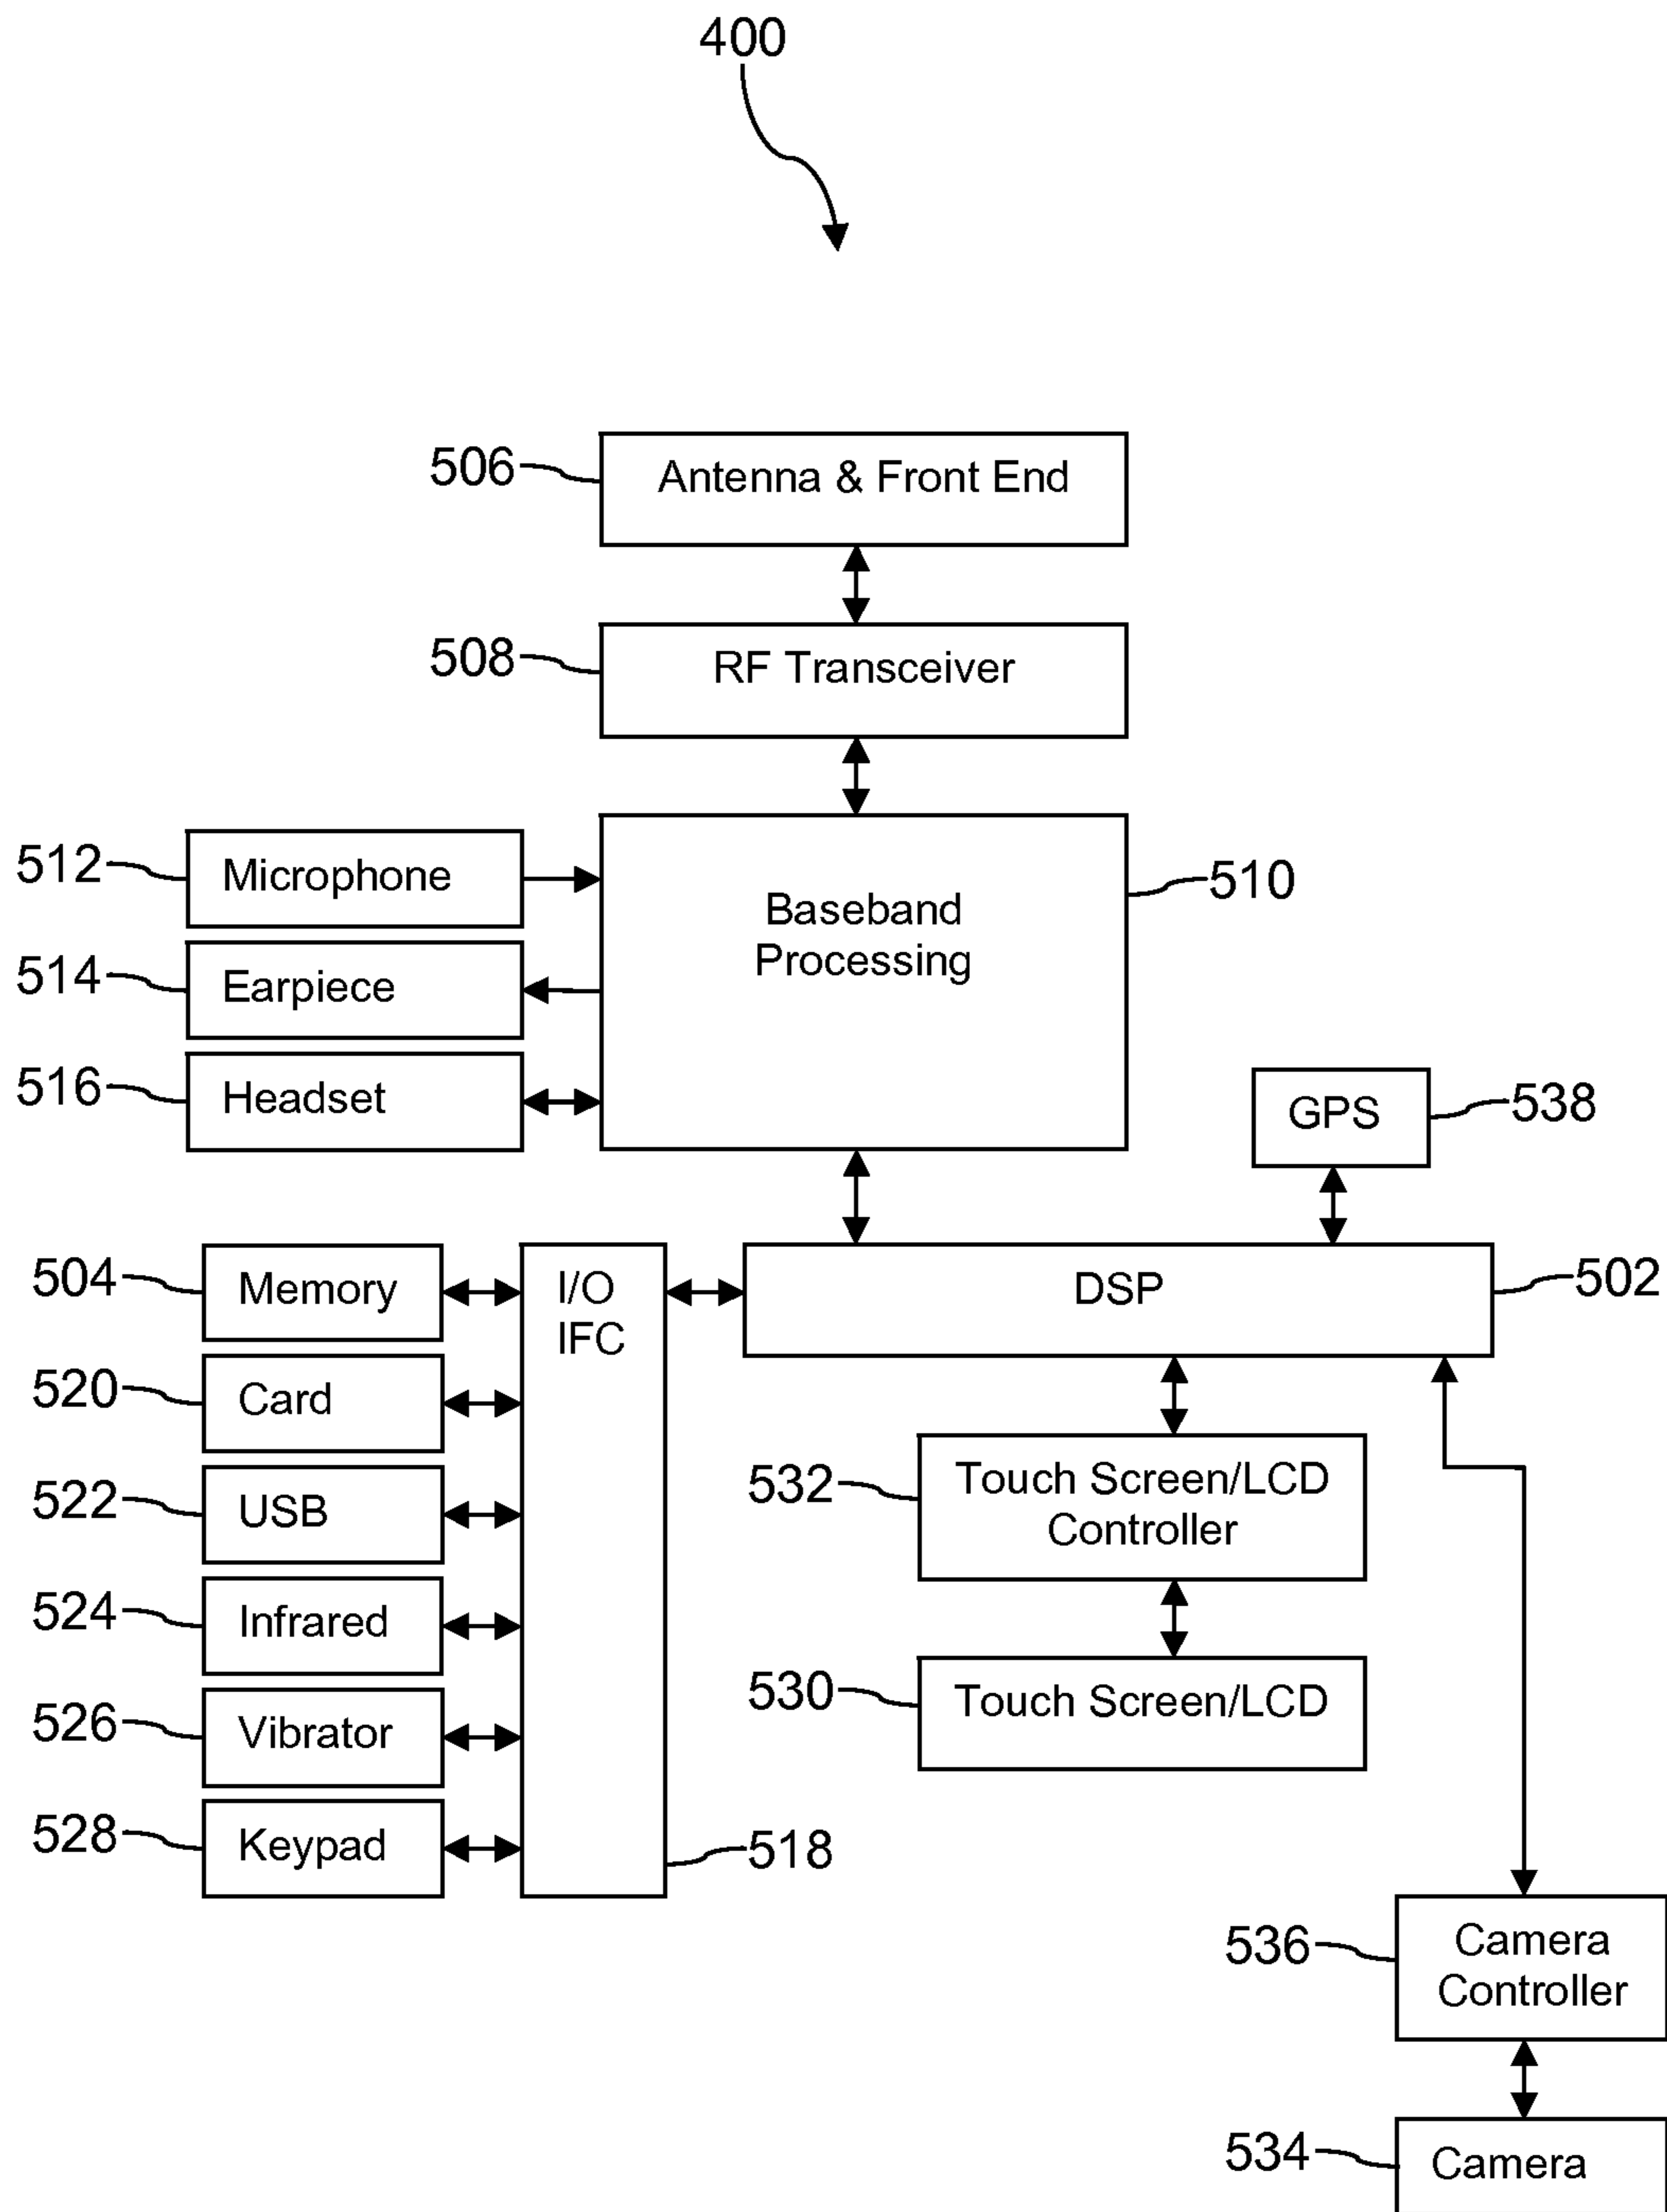 400
506
Antenna & Front End
508
RF Transceiver
512
Microphone
Baseband
Processing
510
514
Earpiece
516
Headset
GPS
538
504
Memory
I/O
IFC
DSP
502
520
Card
522
USB
532
Touch Screen/LCD
Controller
524
Infrared
530
Touch Screen/LCD
526
Vibrator
528
Keypad
518
536
Camera
Controller
534
Camera